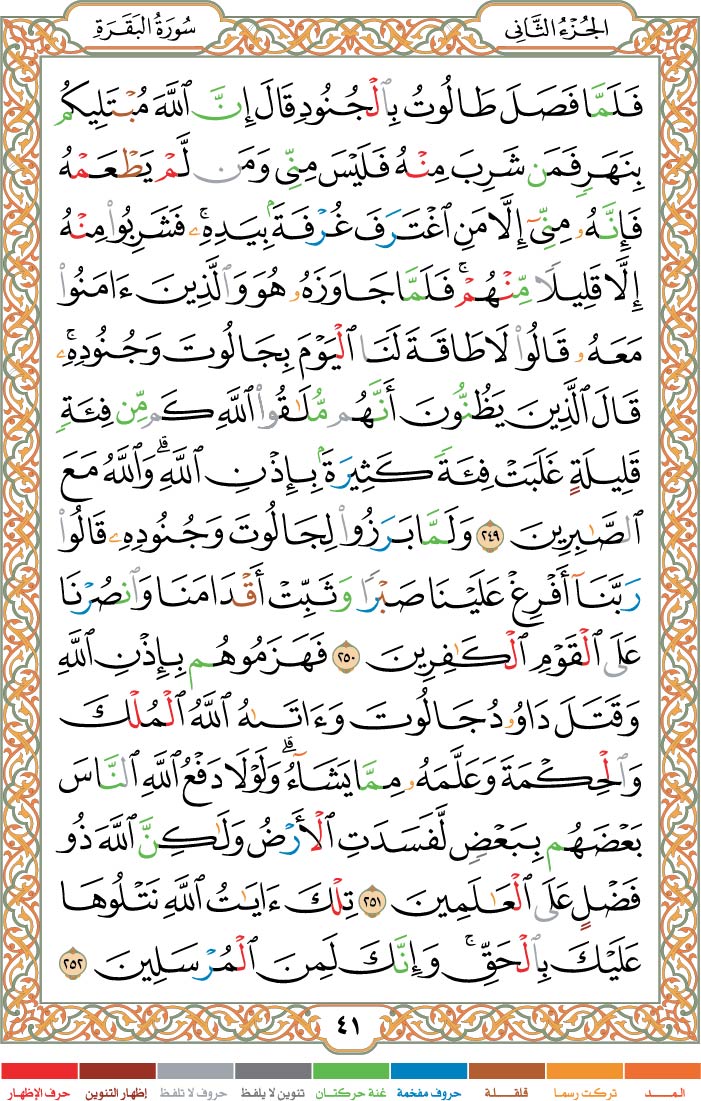 الجُزْءُ الثَّانِى
سُورَةُ البَقَرَةِ
فَلَمَّا فَصَلَ طَالُوتُ بِٱلْجُنُودِ قَالَ إِنَّ ٱللَّهَ مُبْتَلِيكُم
بِنَهَرٍ فَمَن شَرِبَ مِنْهُ فَلَيْسَ مِنِّى وَمَن لَّمْ يَطْعَمْهُ
فَإِنَّهُۥ مِنِّىٓ إِلَّا مَنِ ٱغْتَرَفَ غُرْفَةًۢ بِيَدِهِۦۚ فَشَرِبُوا۟ مِنْهُ
إِلَّا قَلِيلًا مِّنْهُمْۚ فَلَمَّا جَاوَزَهُۥ هُوَ وَٱلَّذِينَ ءَامَنُوا۟
مَعَهُۥ قَالُوا۟ لَا طَاقَةَ لَنَا ٱلْيَوْمَ بِجَالُوتَ وَجُنُودِهِۦۚ
قَالَ ٱلَّذِينَ يَظُنُّونَ أَنَّهُم مُّلَٰقُوا۟ ٱللَّهِ كَم مِّن فِئَةٍ
قَلِيلَةٍ غَلَبَتْ فِئَةً كَثِيرَةًۢ بِإِذْنِ ٱللَّهِۗ وَٱللَّهُ مَعَ
ٱلصَّٰبِرِينَ ٢٤٩ وَلَمَّا بَرَزُوا۟ لِجَالُوتَ وَجُنُودِهِۦ قَالُوا۟
رَبَّنَآ أَفْرِغْ عَلَيْنَا صَبْرًا وَثَبِّتْ أَقْدَامَنَا وَٱنصُرْنَا
عَلَى ٱلْقَوْمِ ٱلْكَٰفِرِينَ ٢٥٠ فَهَزَمُوهُم بِإِذْنِ ٱللَّهِ
وَقَتَلَ دَاوُۥدُ جَالُوتَ وَءَاتَىٰهُ ٱللَّهُ ٱلْمُلْكَ
وَٱلْحِكْمَةَ وَعَلَّمَهُۥ مِمَّا يَشَآءُۗ وَلَوْلَا دَفْعُ ٱللَّهِ ٱلنَّاسَ
بَعْضَهُم بِبَعْضٍ لَّفَسَدَتِ ٱلْأَرْضُ وَلَٰكِنَّ ٱللَّهَ ذُو
فَضْلٍ عَلَى ٱلْعَٰلَمِينَ ٢٥١ تِلْكَ ءَايَٰتُ ٱللَّهِ نَتْلُوهَا
عَلَيْكَ بِٱلْحَقِّۚ وَإِنَّكَ لَمِنَ ٱلْمُرْسَلِينَ ٢٥٢
٤١
المــد
تركت رسما
قلقلة
حروف مفخمة
غنة حركتان
تنوين لا يلفظ
حروف لا تلفظ
إظهار التنوين
حرف الإظهار